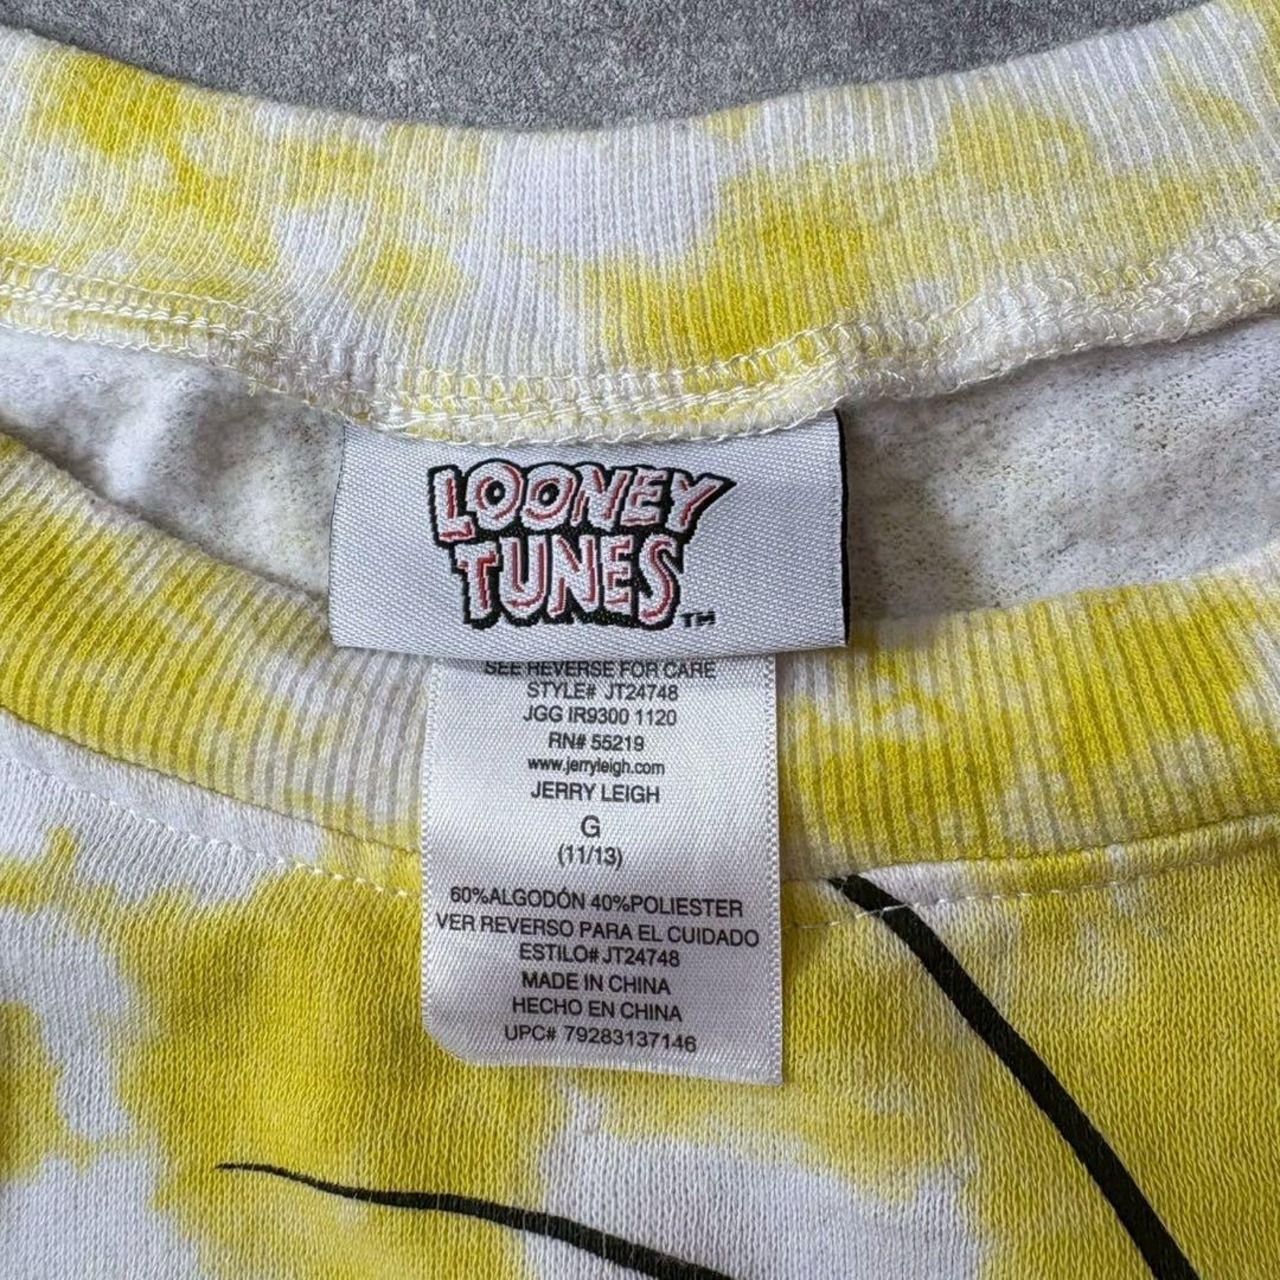 LOONEY
TUNES TM
SEE REVERSE FOR CARE
STYLE# JT24748
JGG IR9300 1120
RN# 55219
www.jerryleigh.com
JERRY LEIGH
G
(11/13)
60%ALGODÓN 40%POLIESTER
VER REVERSO PARA EL CUIDADO
ESTILO# JT24748
MADE IN CHINA
HECHO EN CHINA
UPC# 79283137146